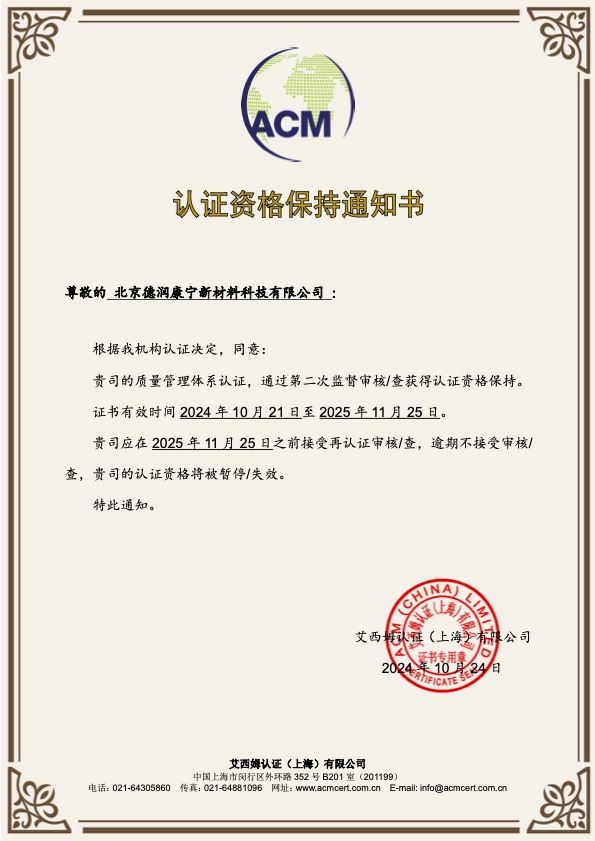 ACM
认证资格保持通知书
尊敬的 北京德润康宁新材料科技有限公司 ：
根据我机构认证决定，同意：
贵司的质量管理体系认证，通过第二次监督审核/查获得认证资格保持。
证书有效时间 2024 年 10 月 21 日至 2025 年 11 月 25 日。
贵司应在 2025 年 11 月 25 日之前接受再认证审核/查，逾期不接受审核/
查，贵司的认证资格将被暂停/失效。
特此通知。
ACM (CHINA) LIMITED
艾西姆认证（上海）有限公司
证书专用章
CERTIFICATE SEAL
艾西姆认证（上海）有限公司
2024 年 10 月 24 日
艾西姆认证（上海）有限公司
中国上海市闵行区外环路 352 号 B201 室（201199）
电话：021-64305860 传真：021-64881096 网址：www.acmcert.com.cn E-mail: info@acmcert.com.cn